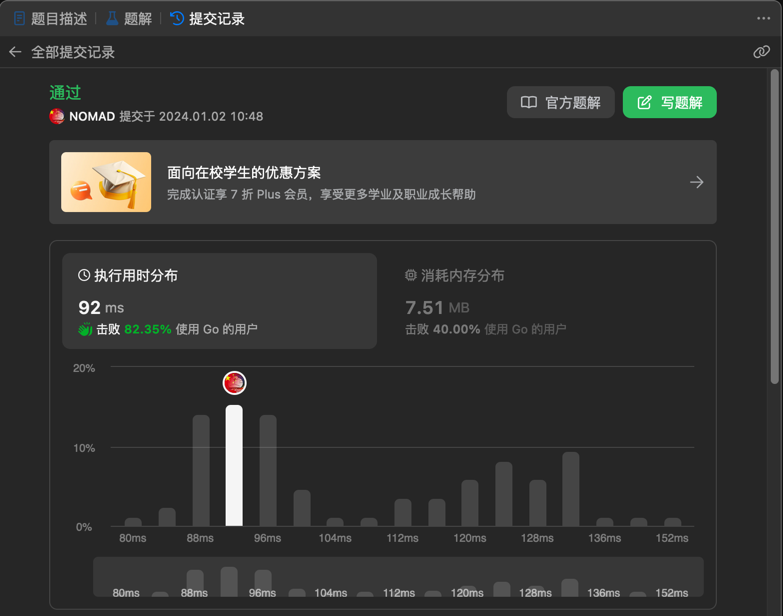 题目描述 题解 提交记录
全部提交记录
通过
NOMAD 提交于 2024.01.02 10:48
官方题解 写题解
面向在校学生的优惠方案
完成认证享 7 折 Plus 会员，享受更多学业及职业成长帮助
执行用时分布 消耗内存分布
92 ms 7.51 MB
击败 82.35% 使用 Go 的用户 击败 40.00% 使用 Go 的用户
20%
10%
0%
80ms 88ms 96ms 104ms 112ms 120ms 128ms 136ms 152ms
80ms 88ms 96ms 104ms 112ms 120ms 128ms 136ms 152ms